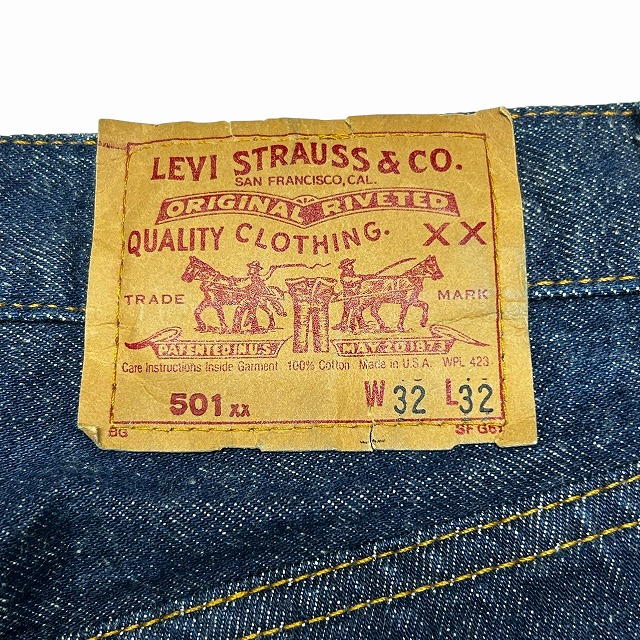 LEVI STRAUSS & CO.
SAN FRANCISCO, CAL.
ORIGINAL RIVETED
QUALITY CLOTHING. XX
TRADE MARK
PATENTED IN U.S. MAY 20 1873
Care Instructions Inside Garment 100% Cotton Made in U.S.A. WPL 423
501 XX W 32 L 32